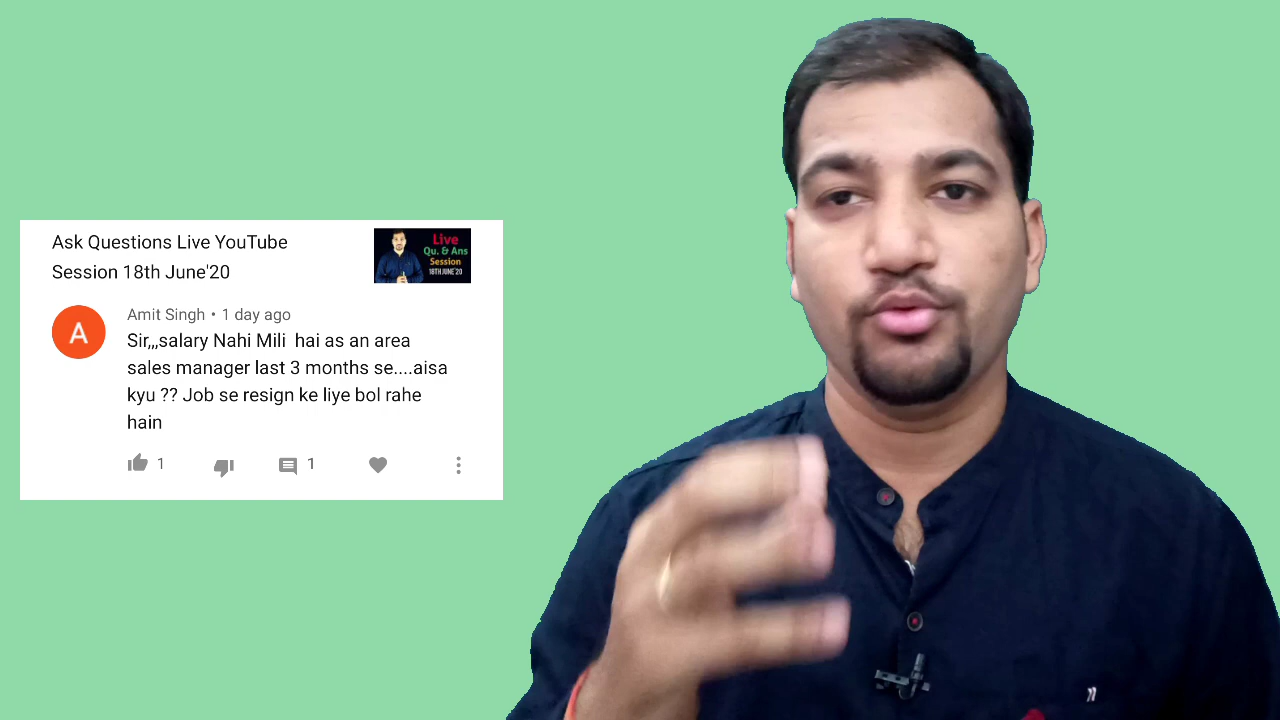 Ask Questions Live YouTube
Session 18th June'20
Live
Qu. & Ans
Session
18TH JUNE'20
A
Amit Singh • 1 day ago
Sir,,,salary Nahi Mili hai as an area
sales manager last 3 months se....aisa
kyu ?? Job se resign ke liye bol rahe
hain
1
1